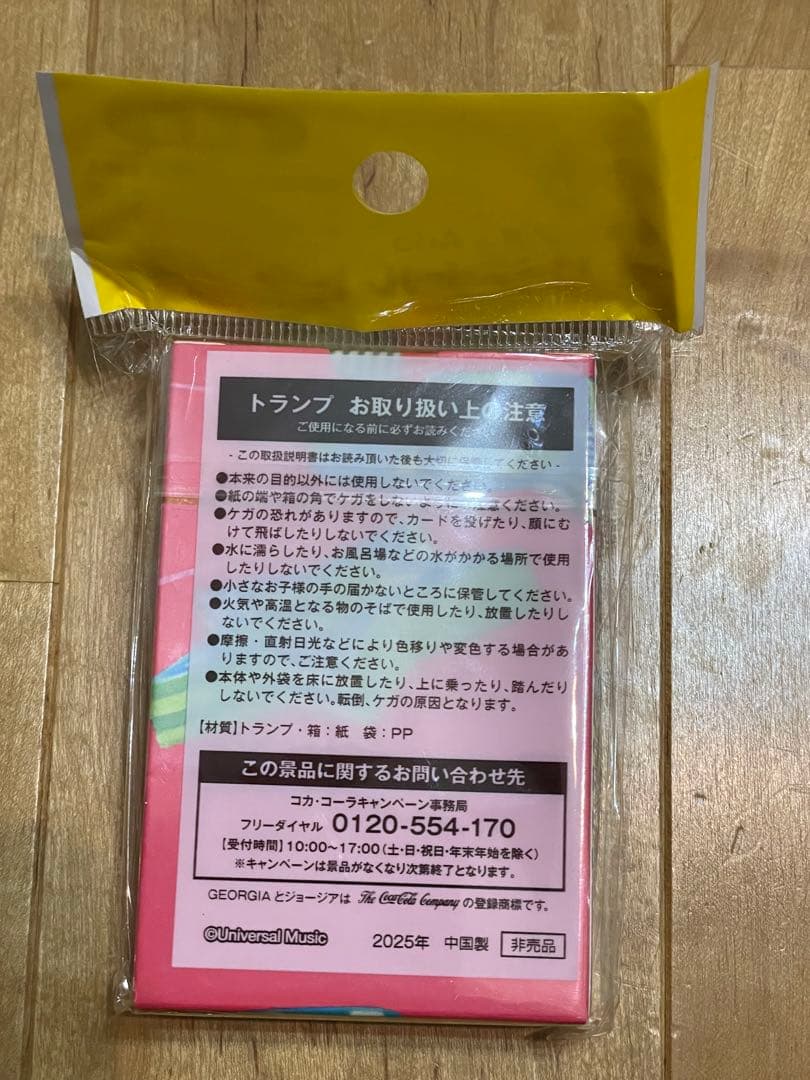 トランプ お取り扱い上の注意
ご使用になる前に必ずお読みくだ
- この取扱説明書はお読み頂いた後も大切に保管してください -
●本来の目的以外には使用しないでください。
●紙の端や箱の角でケガをしないように 注意ください。
●ケガの恐れがありますので、カードを投げたり、顔にむ
けて飛ばしたりしないでください。
●水に濡らしたり、お風呂場などの水がかかる場所で使用
したりしないでください。
●小さなお子様の手の届かないところに保管してください。
●火気や高温となる物のそばで使用したり、放置したりし
ないでください。
●摩擦・直射日光などにより色移りや変色する場合があ
りますので、ご注意ください。
●本体や外袋を床に放置したり、上に乗ったり、踏んだり
しないでください。転倒、ケガの原因となります。
【材質】トランプ・箱：紙 袋：PP
この景品に関するお問い合わせ先
コカ・コーラキャンペーン事務局
フリーダイヤル 0120-554-170
【受付時間】10:00〜17:00（土・日・祝日・年末年始を除く）
※キャンペーンは景品がなくなり次第終了となります。
GEORGIAとジョージアは The Coca-Cola Company の登録商標です。
©Universal Music 2025年 中国製 非売品